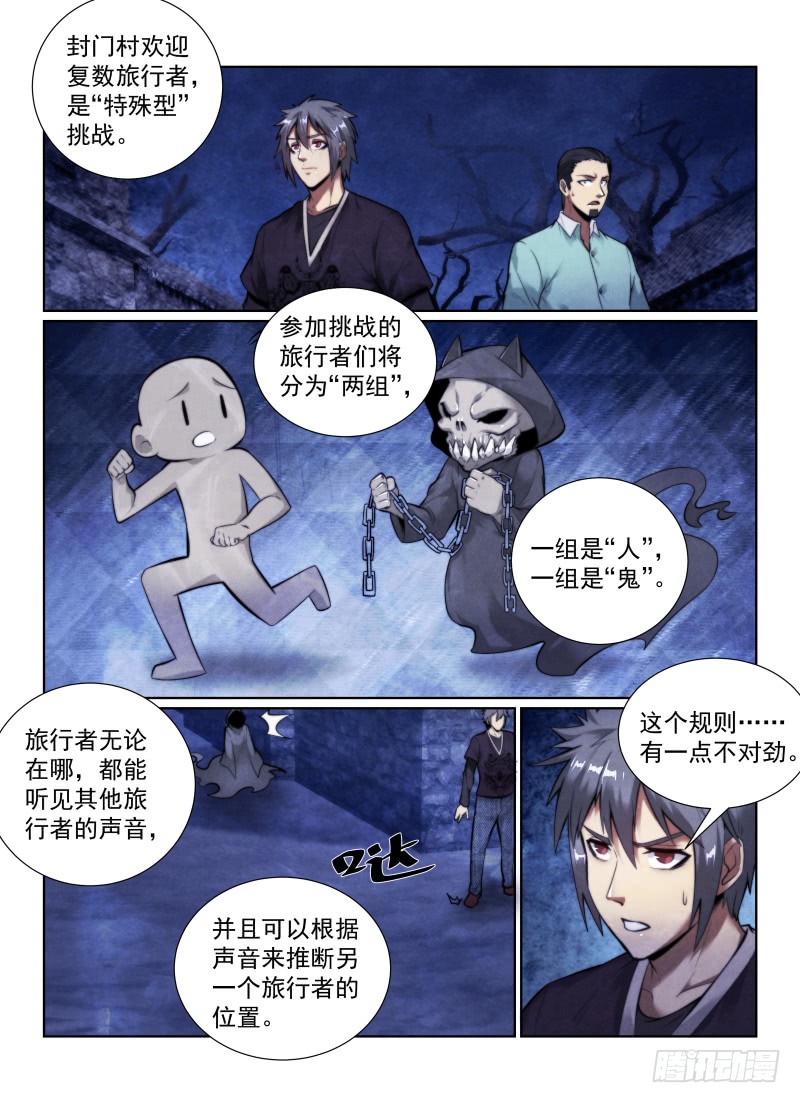 封门村欢迎
复数旅行者，
是“特殊型”
挑战。
参加挑战的
旅行者们将
分为“两组”，
一组是“人”，
一组是“鬼”。
旅行者无论
在哪，都能
听见其他旅
行者的声音，
哒
并且可以根据
声音来推断另
一个旅行者的
位置。
这个规则……
有一点不对劲。
腾讯动漫